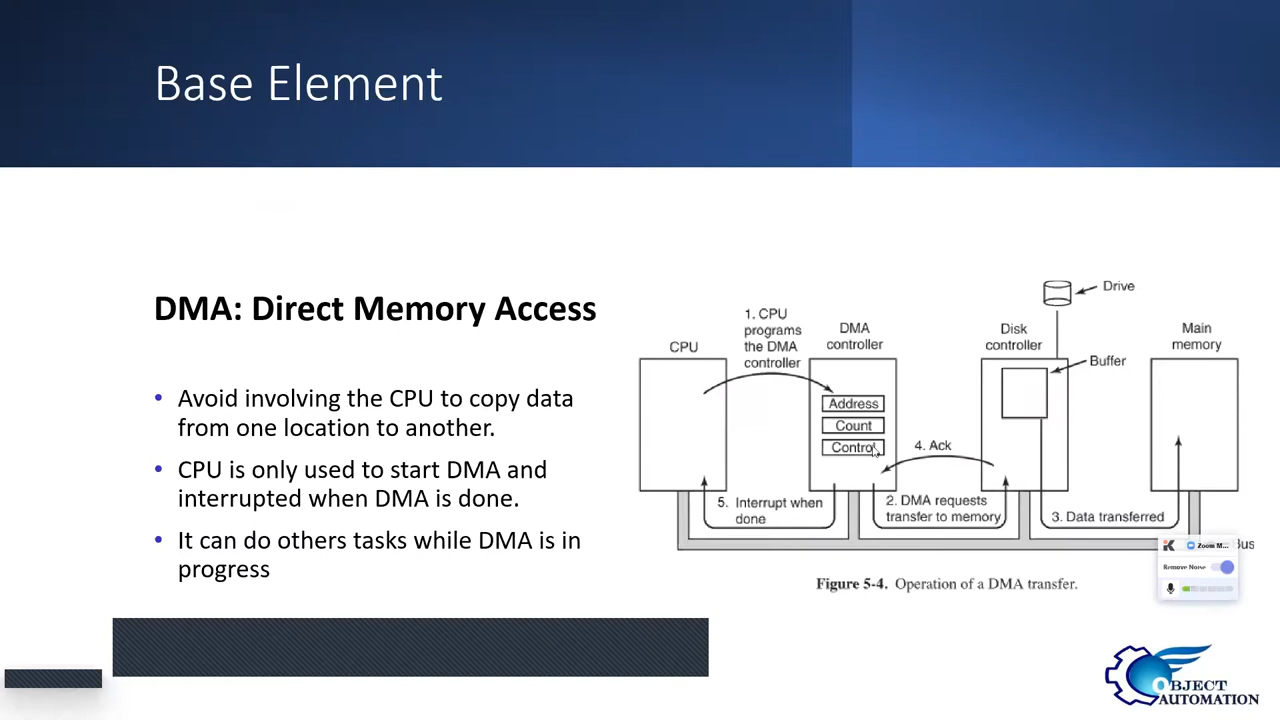 Base Element
DMA: Direct Memory Access
• Avoid involving the CPU to copy data
from one location to another.
• CPU is only used to start DMA and
interrupted when DMA is done.
• It can do others tasks while DMA is in
progress
Drive
1. CPU
programs
the DMA
controller
CPU
DMA
controller
Disk
controller
Main
memory
Buffer
Address
Count
Control
4. Ack
5. Interrupt when
done
2. DMA requests
transfer to memory
3. Data transferred
Bus
Figure 5-4. Operation of a DMA transfer.
Zoom M...
Remove Noise
OBJECT
AUTOMATION